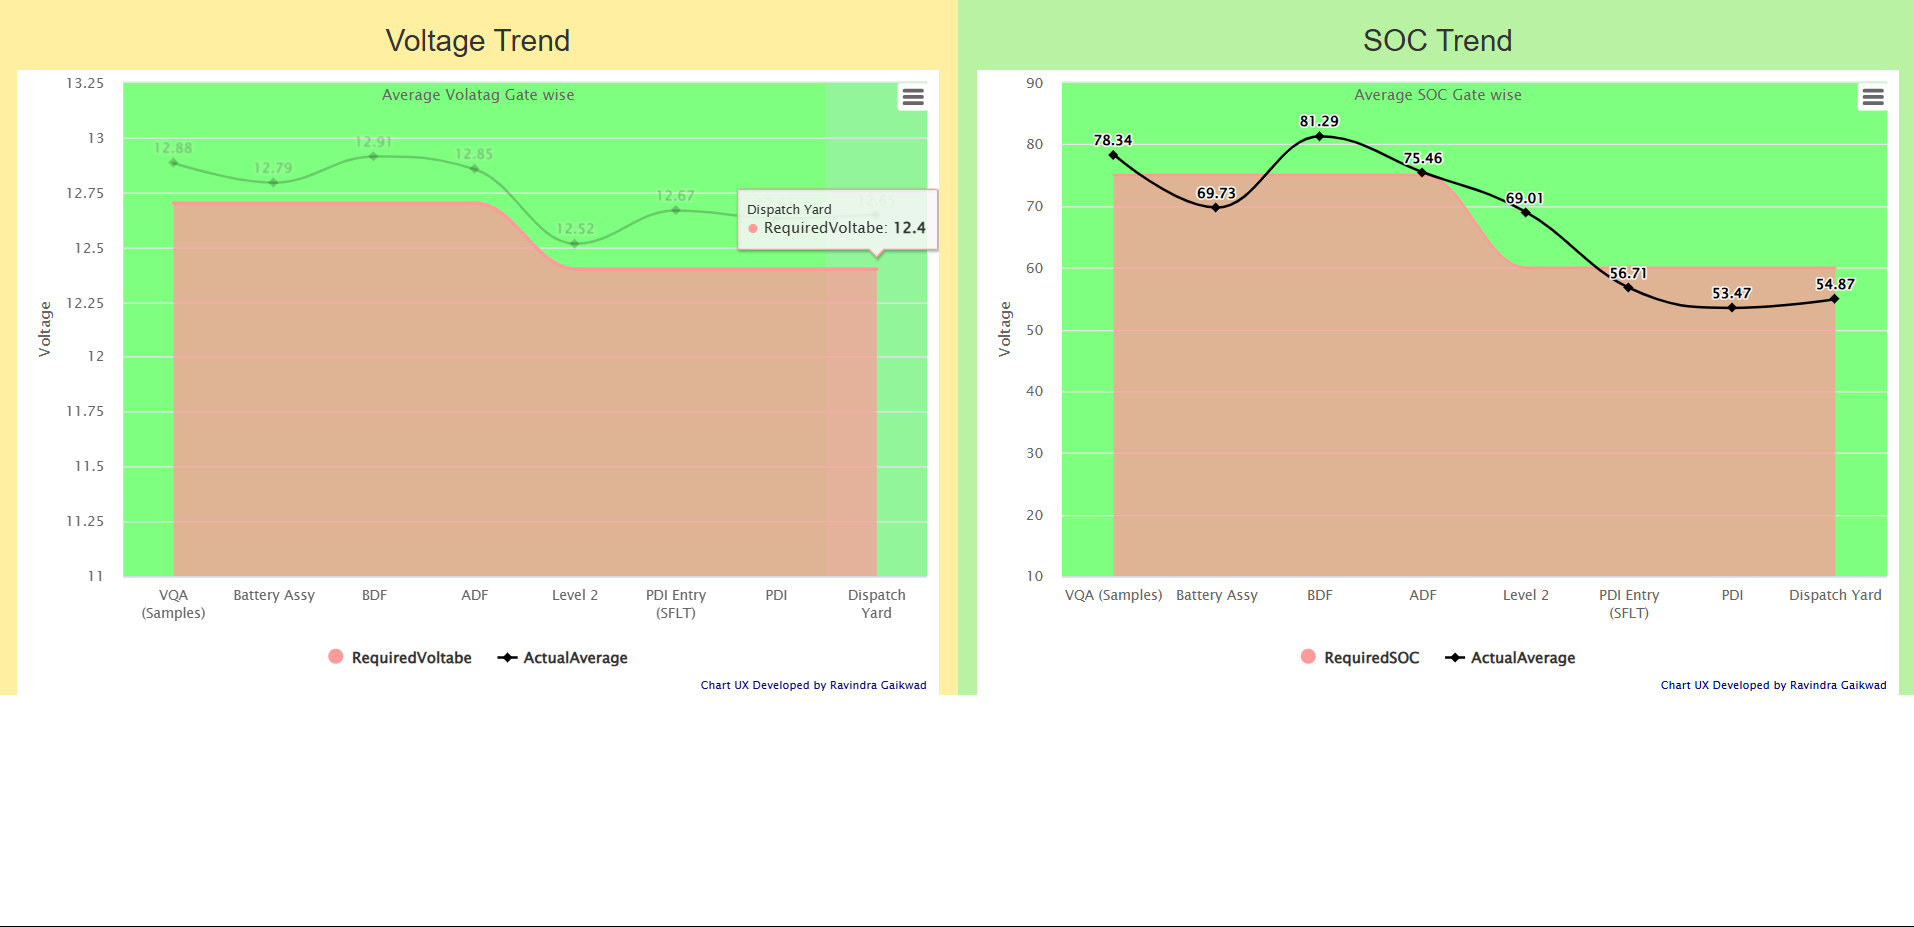 Voltage Trend
Average Volatag Gate wise
13.25
13
12.75
12.5
12.25
12
11.75
11.5
11.25
11
Voltage
12.88
12.79
12.91
12.85
12.52
12.67
Dispatch Yard
RequiredVoltabe: 12.4
VQA
(Samples)
Battery Assy
BDF
ADF
Level 2
PDI Entry
(SFLT)
PDI
Dispatch
Yard
RequiredVoltabe
ActualAverage
Chart UX Developed by Ravindra Gaikwad
SOC Trend
Average SOC Gate wise
90
80
70
60
50
40
30
20
10
Voltage
78.34
69.73
81.29
75.46
69.01
56.71
53.47
54.87
VQA (Samples)
Battery Assy
BDF
ADF
Level 2
PDI Entry
(SFLT)
PDI
Dispatch Yard
RequiredSOC
ActualAverage
Chart UX Developed by Ravindra Gaikwad